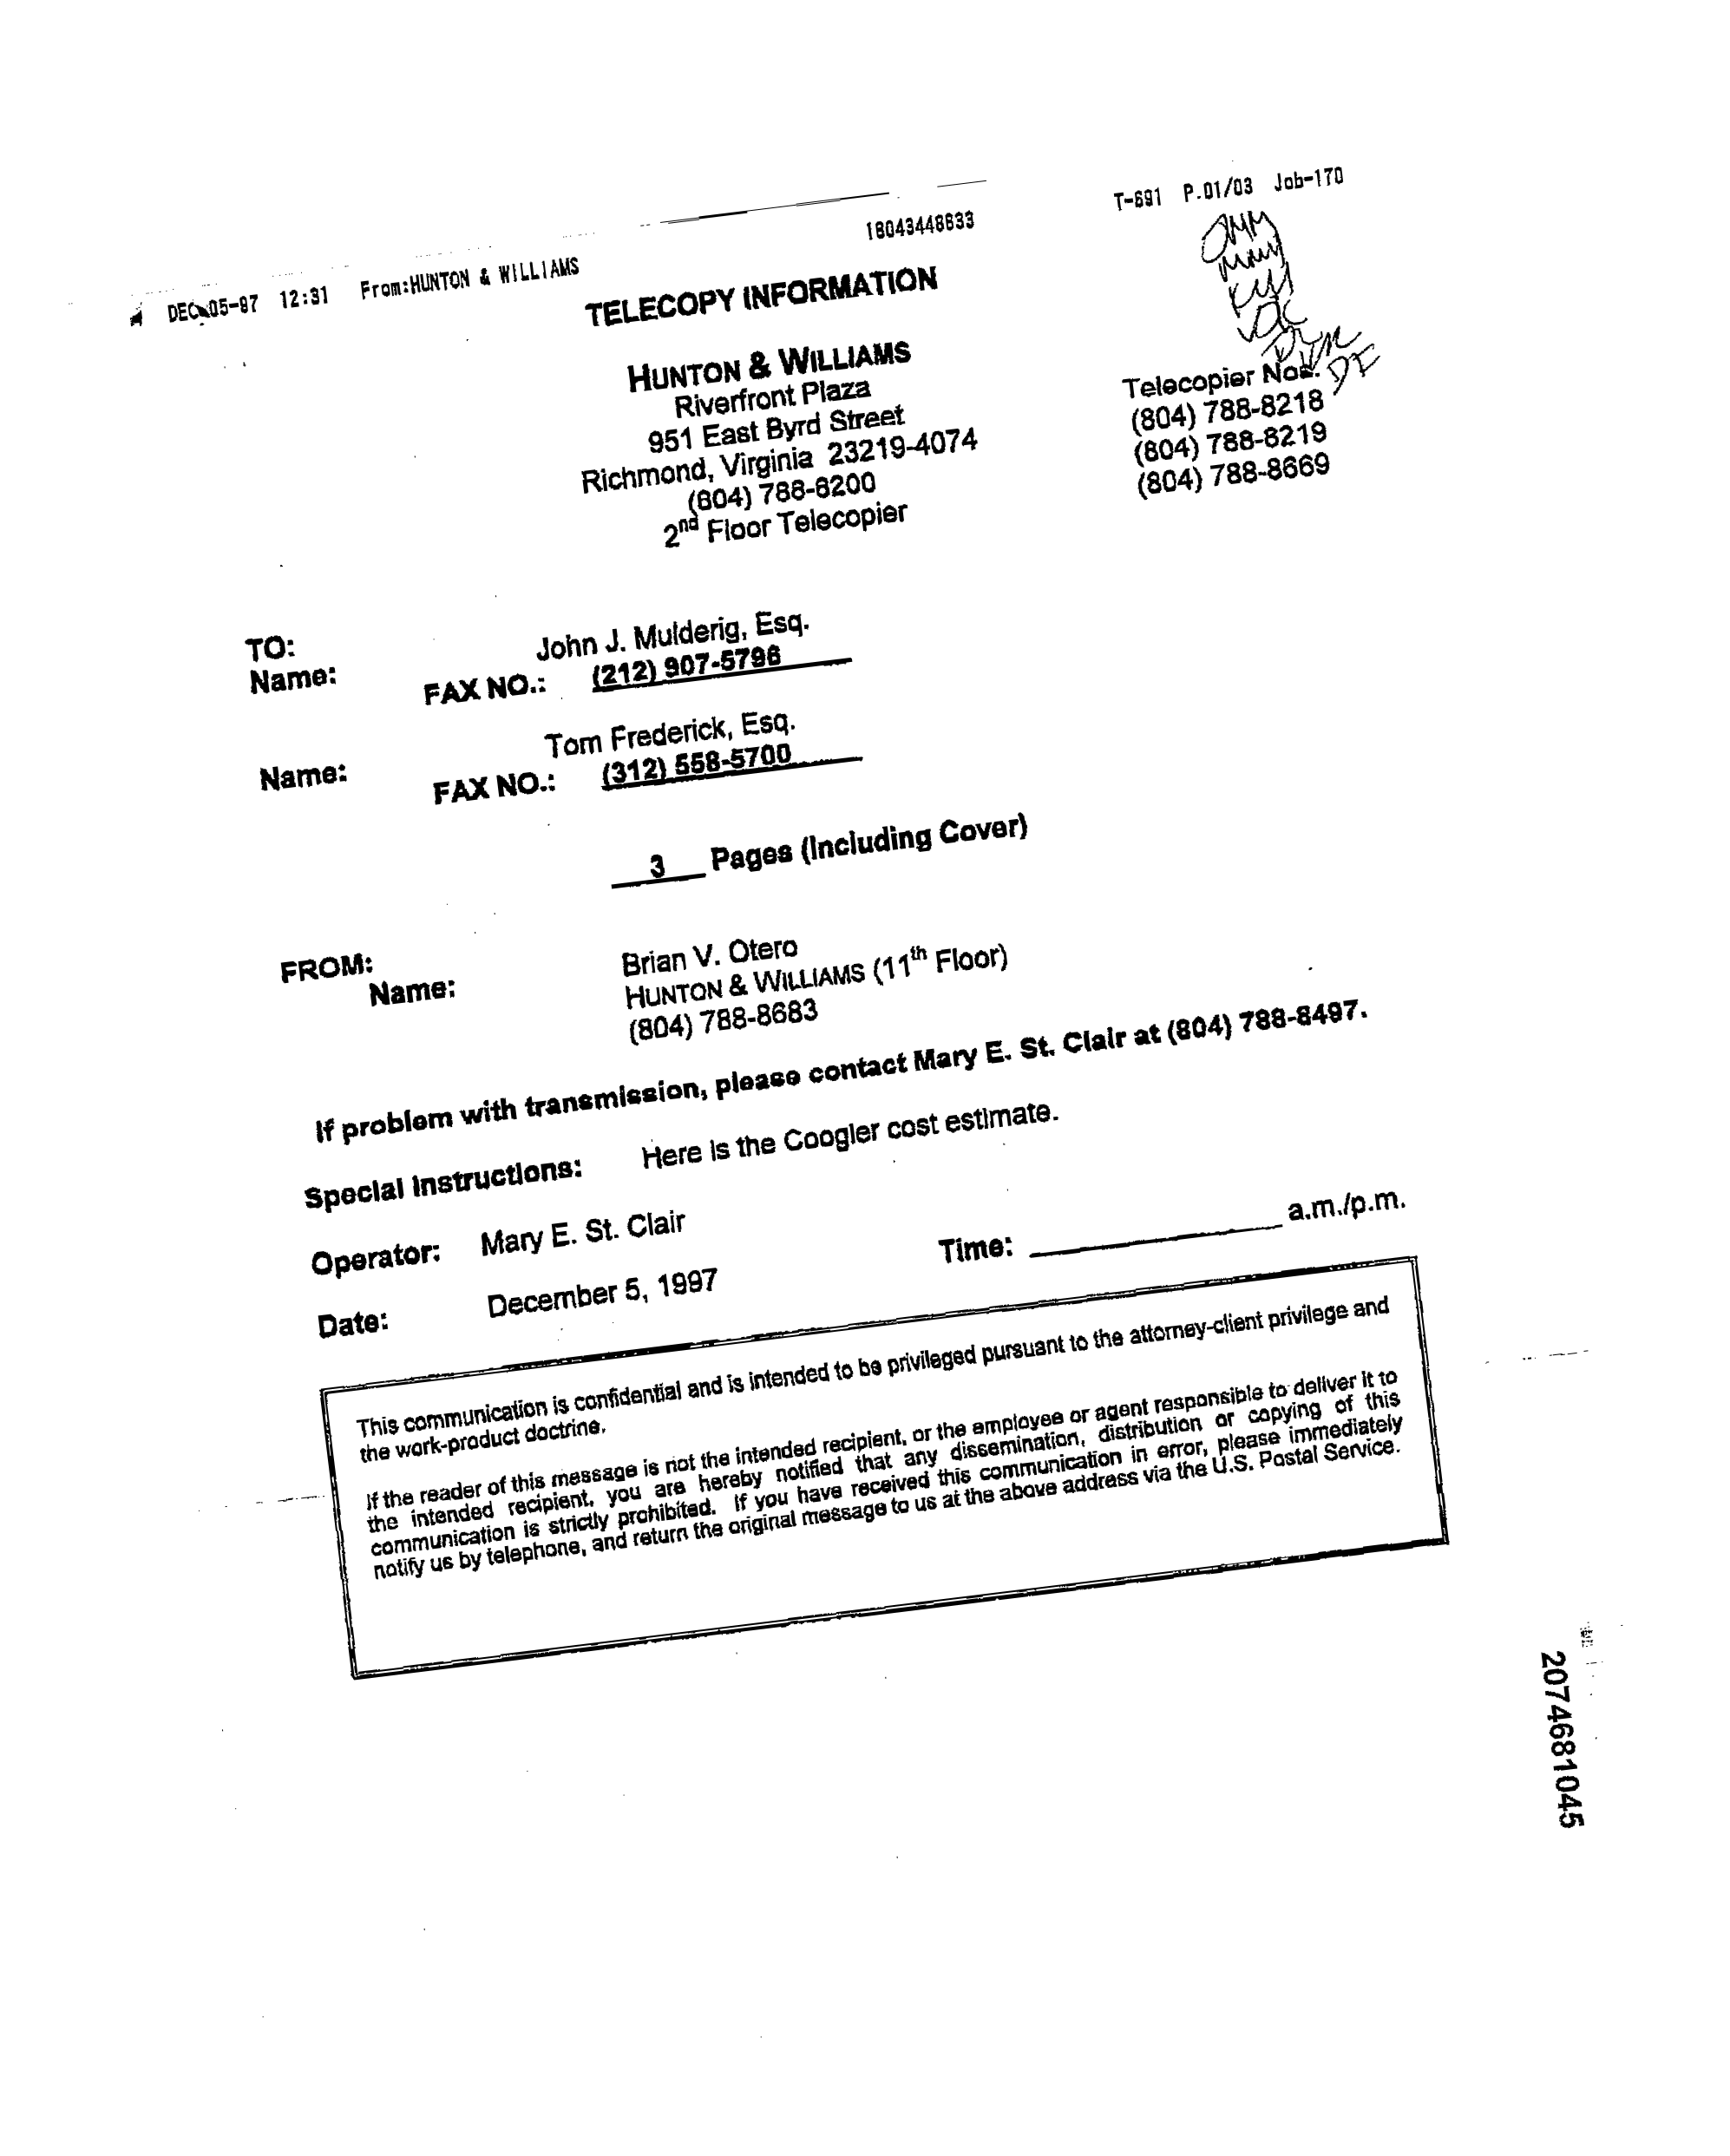 DEC-05-97 12:31 From:HUNTON & WILLIAMS 18043448633 T-691 P.01/03 Job-170
TELECOPY INFORMATION
HUNTON & WILLIAMS
Riverfront Plaza
951 East Byrd Street
Richmond, Virginia 23219-4074
(804) 788-8200
2nd Floor Telecopier
Telecopier Nos.
(804) 788-8218
(804) 788-8219
(804) 788-8669
DE
TO:
Name: John J. Mulderig, Esq.
FAX NO.: (212) 907-5796
Name: Tom Frederick, Esq.
FAX NO.: (312) 558-5700
3 Pages (Including Cover)
FROM:
Name: Brian V. Otero
HUNTON & WILLIAMS (11th Floor)
(804) 788-8683
If problem with transmission, please contact Mary E. St. Clair at (804) 788-8497.
Special Instructions: Here is the Coogler cost estimate.
Operator: Mary E. St. Clair
Date: December 5, 1997 Time: a.m./p.m.
This communication is confidential and is intended to be privileged pursuant to the attorney-client privilege and
the work-product doctrine.
If the reader of this message is not the intended recipient, or the employee or agent responsible to deliver it to
the intended recipient, you are hereby notified that any dissemination, distribution or copying of this
communication is strictly prohibited. If you have received this communication in error, please immediately
notify us by telephone, and return the original message to us at the above address via the U.S. Postal Service.
2074681045